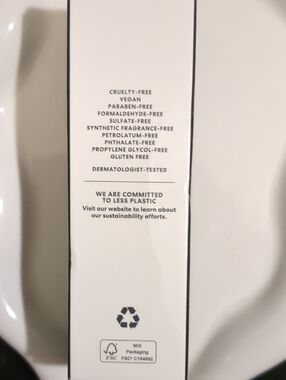 CRUELTY-FREE
VEGAN
PARABEN-FREE
FORMALDEHYDE-FREE
SULFATE-FREE
SYNTHETIC FRAGRANCE-FREE
PETROLATUM-FREE
PHTHALATE-FREE
PROPYLENE GLYCOL-FREE
GLUTEN FREE
DERMATOLOGIST-TESTED
WE ARE COMMITTED
TO LESS PLASTIC
Visit our website to learn about
our sustainability efforts.
FSC
MIX
Packaging
FSC® C104662